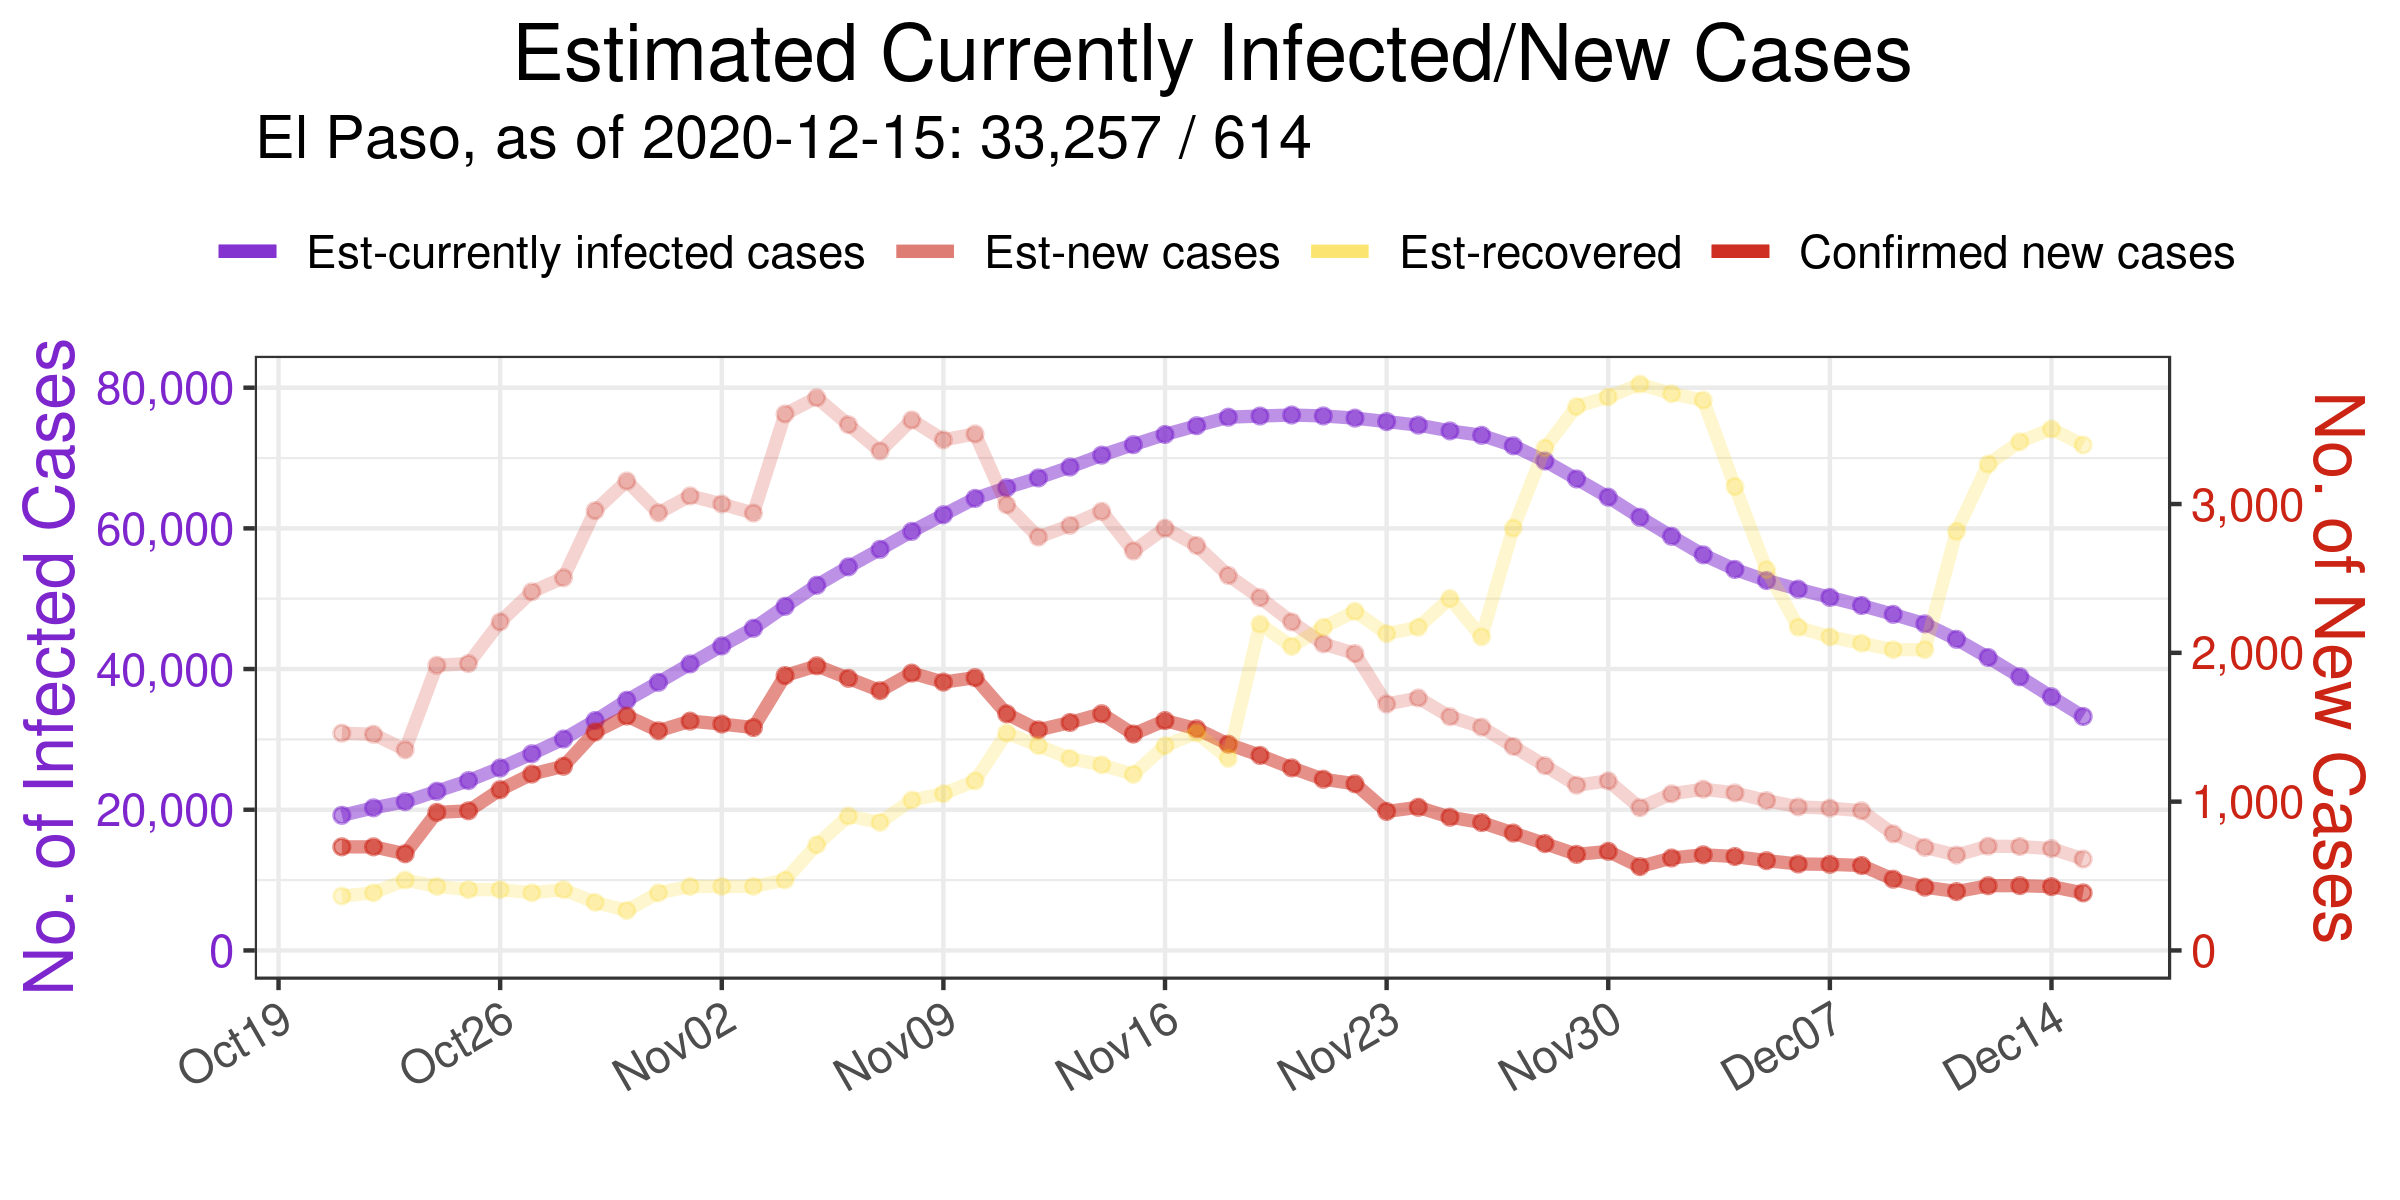 Estimated Currently Infected/New Cases
El Paso, as of 2020-12-15: 33,257 / 614
Est-currently infected cases Est-new cases Est-recovered Confirmed new cases
No. of Infected Cases
80,000
60,000
40,000
20,000
0
3,000
2,000
1,000
0
No. of New Cases
Oct19 Oct26 Nov02 Nov09 Nov16 Nov23 Nov30 Dec07 Dec14